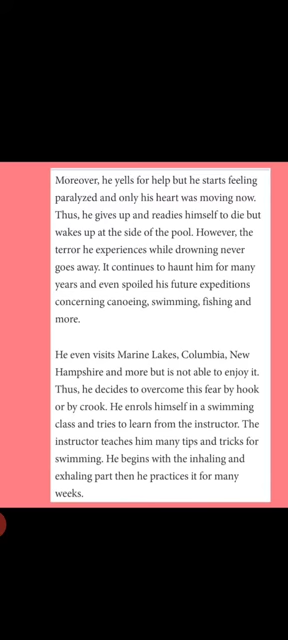 Moreover, he yells for help but he starts feeling
paralyzed and only his heart was moving now.
Thus, he gives up and readies himself to die but
wakes up at the side of the pool. However, the
terror he experiences while drowning never
goes away. It continues to haunt him for many
years and even spoiled his future expeditions
concerning canoeing, swimming, fishing and
more.
He even visits Marine Lakes, Columbia, New
Hampshire and more but is not able to enjoy it.
Thus, he decides to overcome this fear by hook
or by crook. He enrols himself in a swimming
class and tries to learn from the instructor. The
instructor teaches him many tips and tricks for
swimming. He begins with the inhaling and
exhaling part then he practices it for many
weeks.